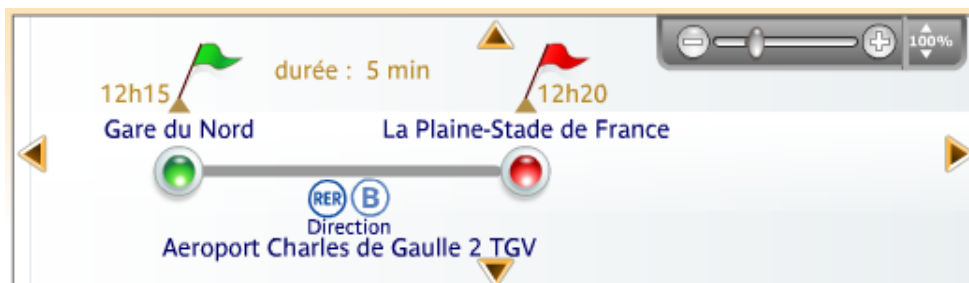 durée : 5 min
100%
12h15
12h20
Gare du Nord
La Plaine-Stade de France
RER B
Direction
Aeroport Charles de Gaulle 2 TGV